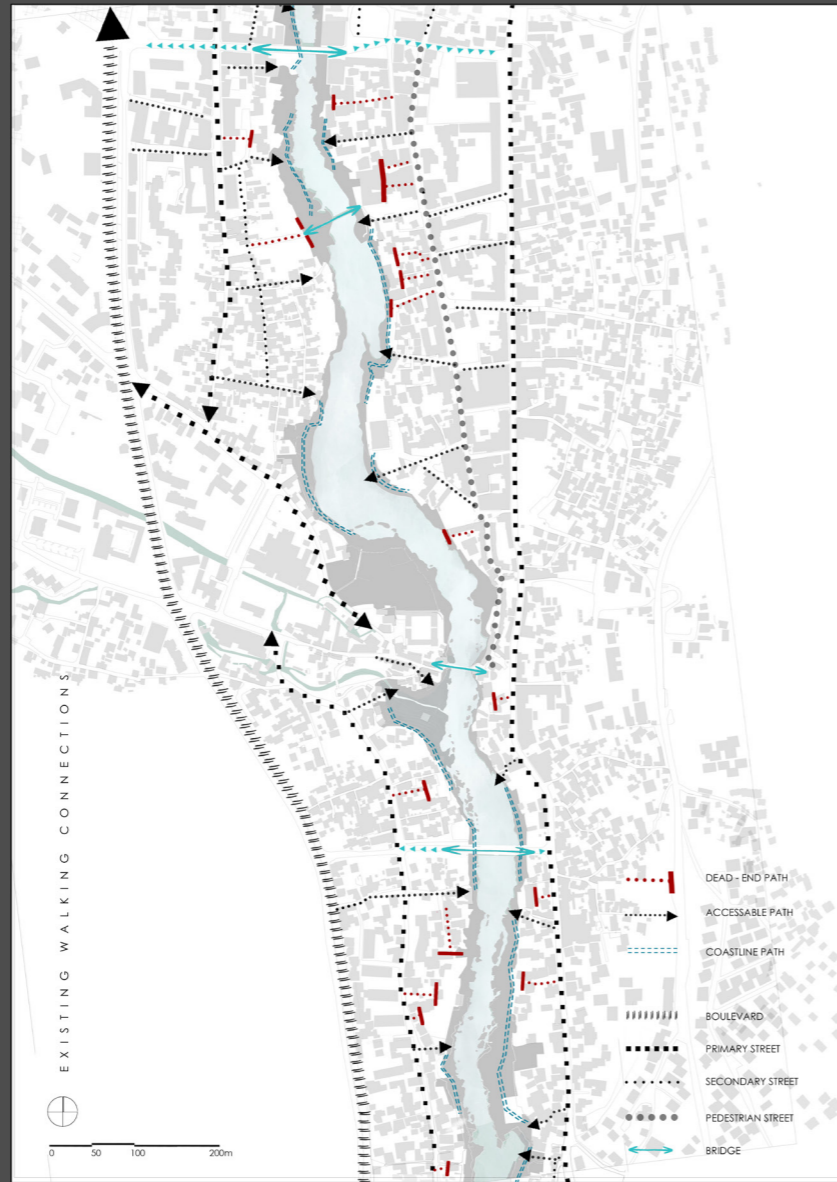 EXISTING WALKING CONNECTIONS
DEAD - END PATH
ACCESSABLE PATH
COASTLINE PATH
BOULEVARD
PRIMARY STREET
SECONDARY STREET
PEDESTRIAN STREET
BRIDGE
0 50 100 200m